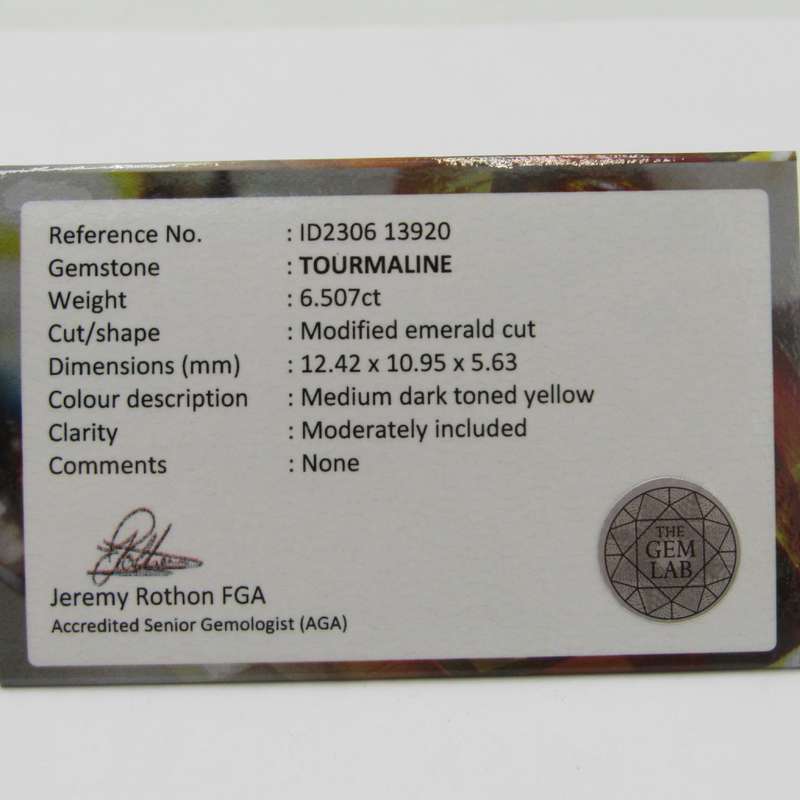 Reference No. : ID2306 13920
Gemstone : TOURMALINE
Weight : 6.507ct
Cut/shape : Modified emerald cut
Dimensions (mm) : 12.42 x 10.95 x 5.63
Colour description : Medium dark toned yellow
Clarity : Moderately included
Comments : None
Jeremy Rothon FGA
Accredited Senior Gemologist (AGA)
THE
GEM
LAB